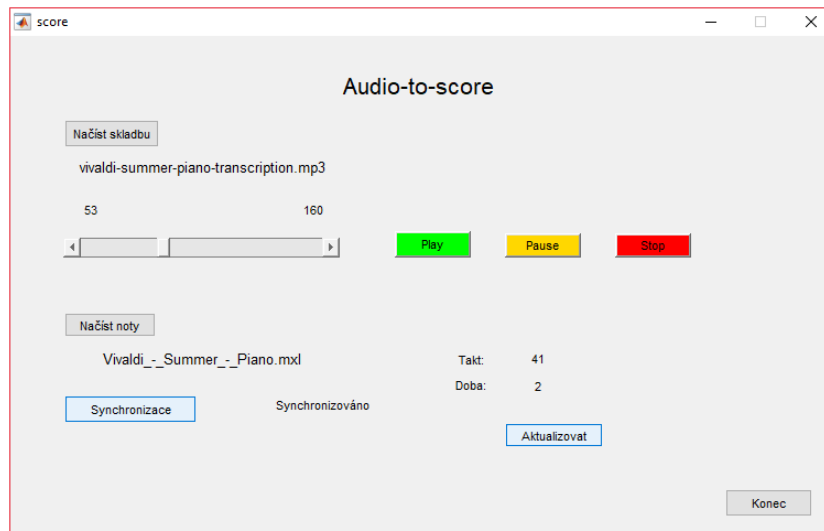 score
Audio-to-score
Načíst skladbu
vivaldi-summer-piano-transcription.mp3
53 160
Play Pause Stop
Načíst noty
Vivaldi_-_Summer_-_Piano.mxl Takt: 41
Doba: 2
Synchronizace Synchronizováno
Aktualizovat
Konec